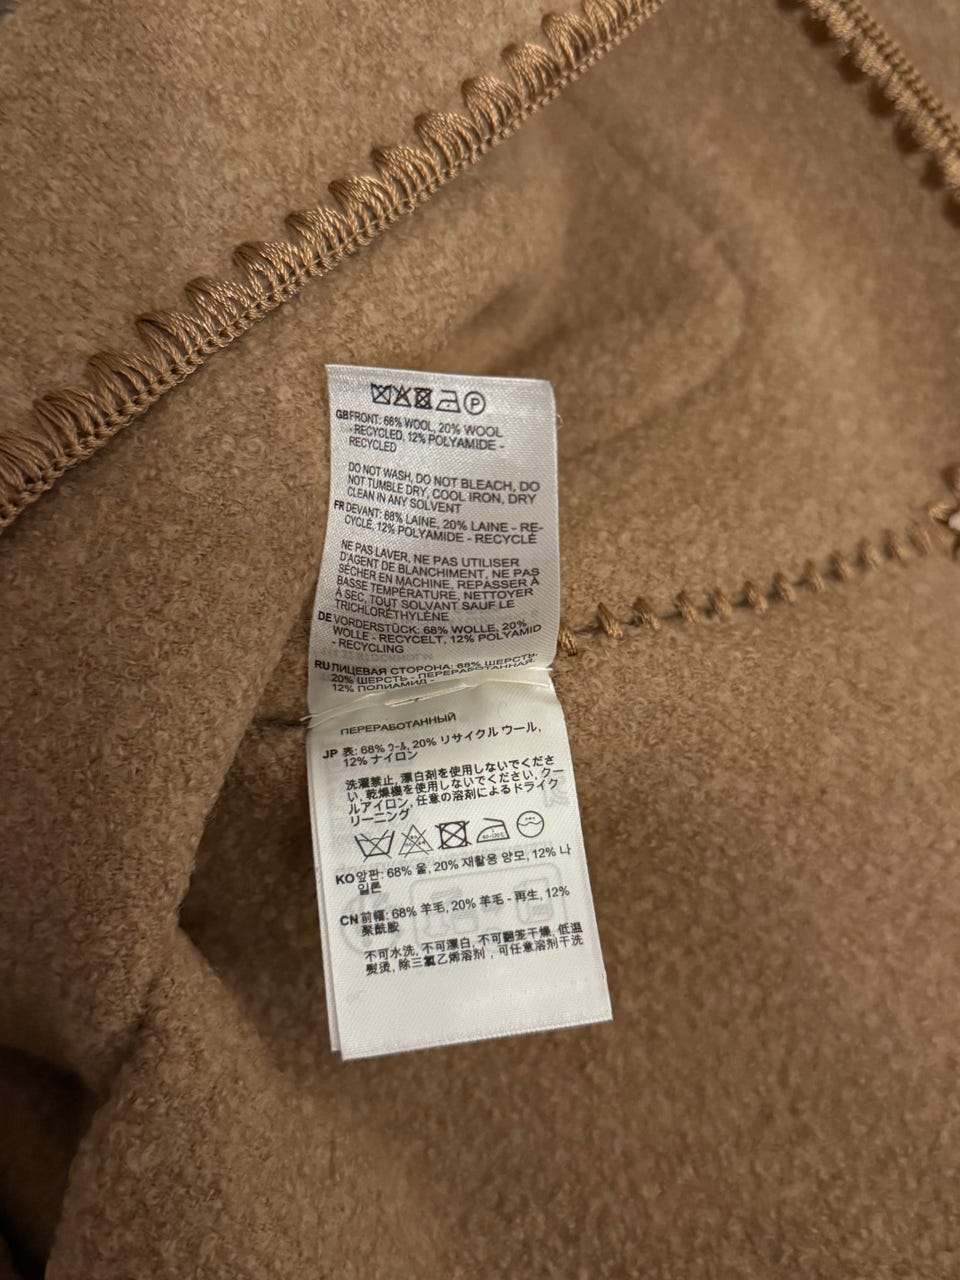 P
GB FRONT: 68% WOOL, 20% WOOL
- RECYCLED, 12% POLYAMIDE -
RECYCLED
DO NOT WASH, DO NOT BLEACH, DO
NOT TUMBLE DRY, COOL IRON, DRY
CLEAN IN ANY SOLVENT
FR DEVANT: 68% LAINE, 20% LAINE - RE-
CYCLÉ, 12% POLYAMIDE - RECYCLÉ
NE PAS LAVER, NE PAS UTILISER
D'AGENT DE BLANCHIMENT, NE PAS
SÉCHER EN MACHINE, REPASSER À
BASSE TEMPÉRATURE, NETTOYER
À SEC, TOUT SOLVANT SAUF LE
TRICHLORÉTHYLÈNE
DE VORDERSTÜCK: 68% WOLLE, 20%
WOLLE - RECYCELT, 12% POLYAMID
- RECYCLING
RU ЛИЦЕВАЯ СТОРОНА: 68% ШЕРСТЬ,
20% ШЕРСТЬ - ПЕРЕРАБОТАННАЯ,
12% ПОЛИАМИД -
ПЕРЕРАБОТАННЫЙ
JP 表: 68% ウール, 20% リサイクル ウール,
12% ナイロン
洗濯禁止, 漂白剤を使用しないでくださ
い, 乾燥機を使用しないでください, クー
ルアイロン, 任意の溶剤によるドライク
リーニング
KO 앞판: 68% 울, 20% 재활용 양모, 12% 나
일론
CN 前幅: 68% 羊毛, 20% 羊毛 - 再生, 12%
聚酰胺
不可水洗, 不可漂白, 不可翻笼干燥, 低温
熨烫, 除三氯乙烯溶剂 , 可任意溶剂干洗